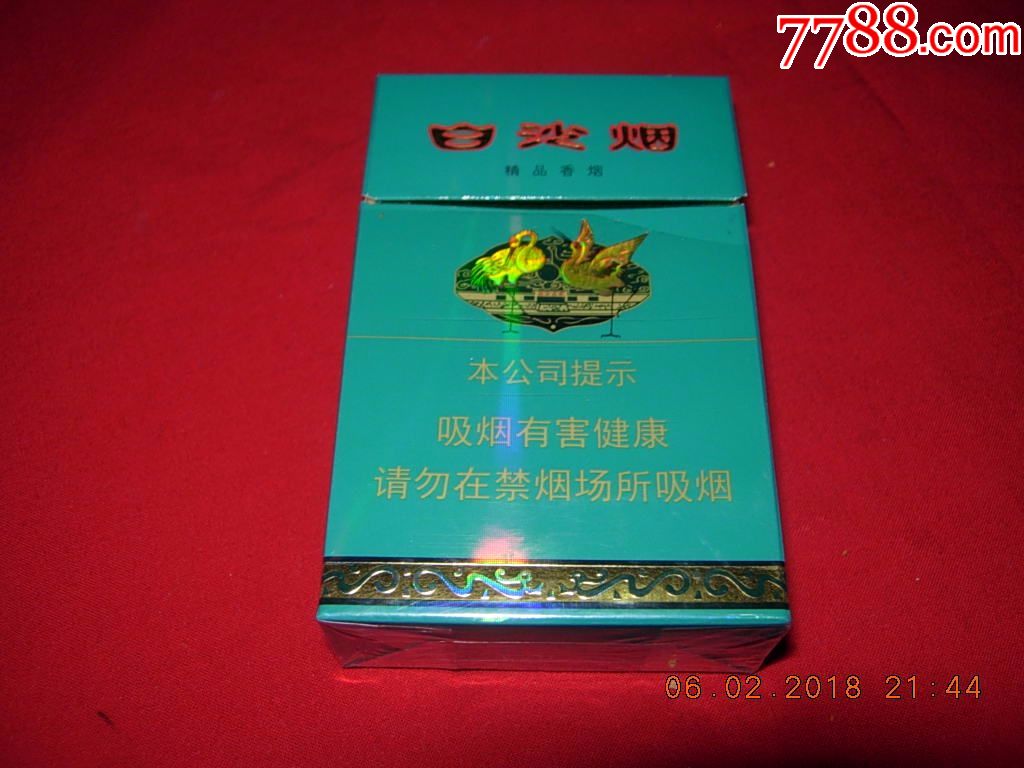 7788.com
白沙烟
精品香烟
本公司提示
吸烟有害健康
请勿在禁烟场所吸烟
06.02.2018 21:44